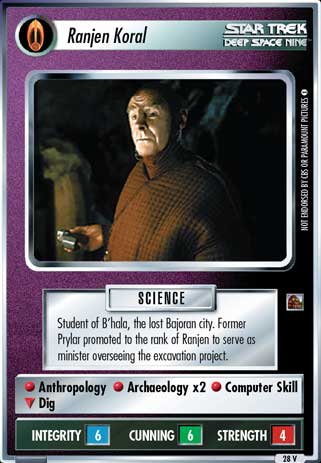 Ranjen Koral
STAR TREK
DEEP SPACE NINE
NOT ENDORSED BY CBS OR PARAMOUNT PICTURES
SCIENCE
Student of B'hala, the lost Bajoran city. Former
Prylar promoted to the rank of Ranjen to serve as
minister overseeing the excavation project.
Anthropology Archaeology x2 Computer Skill
Dig
INTEGRITY 6 CUNNING 6 STRENGTH 4
28 V